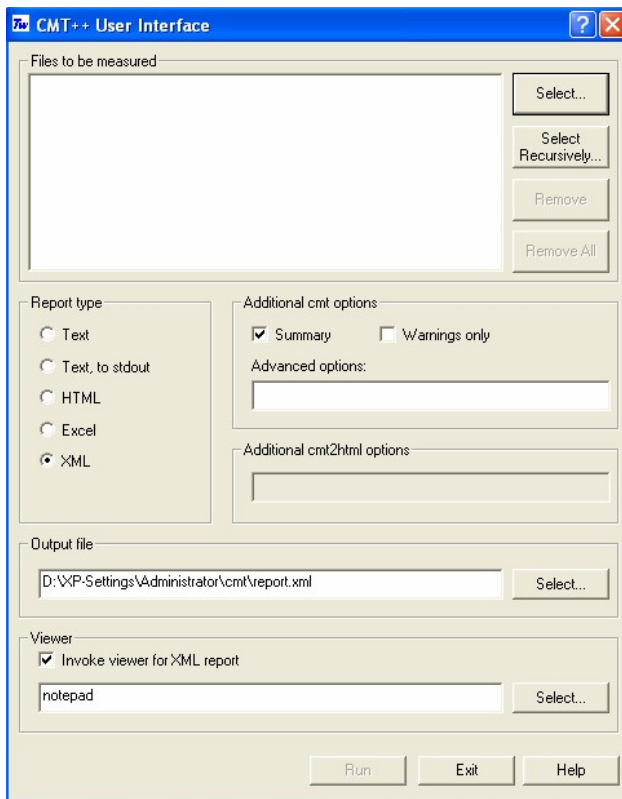 Tw CMT++ User Interface
Files to be measured
Select...
Select
Recursively...
Remove
Remove All
Report type
Text
Text, to stdout
HTML
Excel
XML
Additional cmt options
Summary
Warnings only
Advanced options:
Additional cmt2html options
Output file
D:\XP-Settings\Administrator\cmt\report.xml
Select...
Viewer
Invoke viewer for XML report
notepad
Select...
Run
Exit
Help